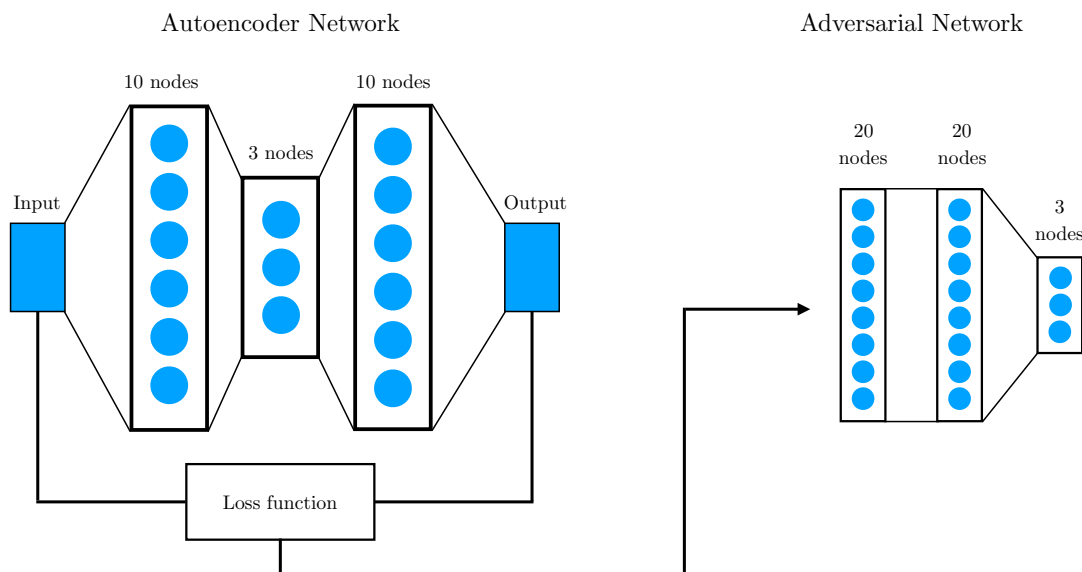 Autoencoder Network
Adversarial Network
10 nodes
10 nodes
3 nodes
Input
Output
Loss function
20
nodes
20
nodes
3
nodes